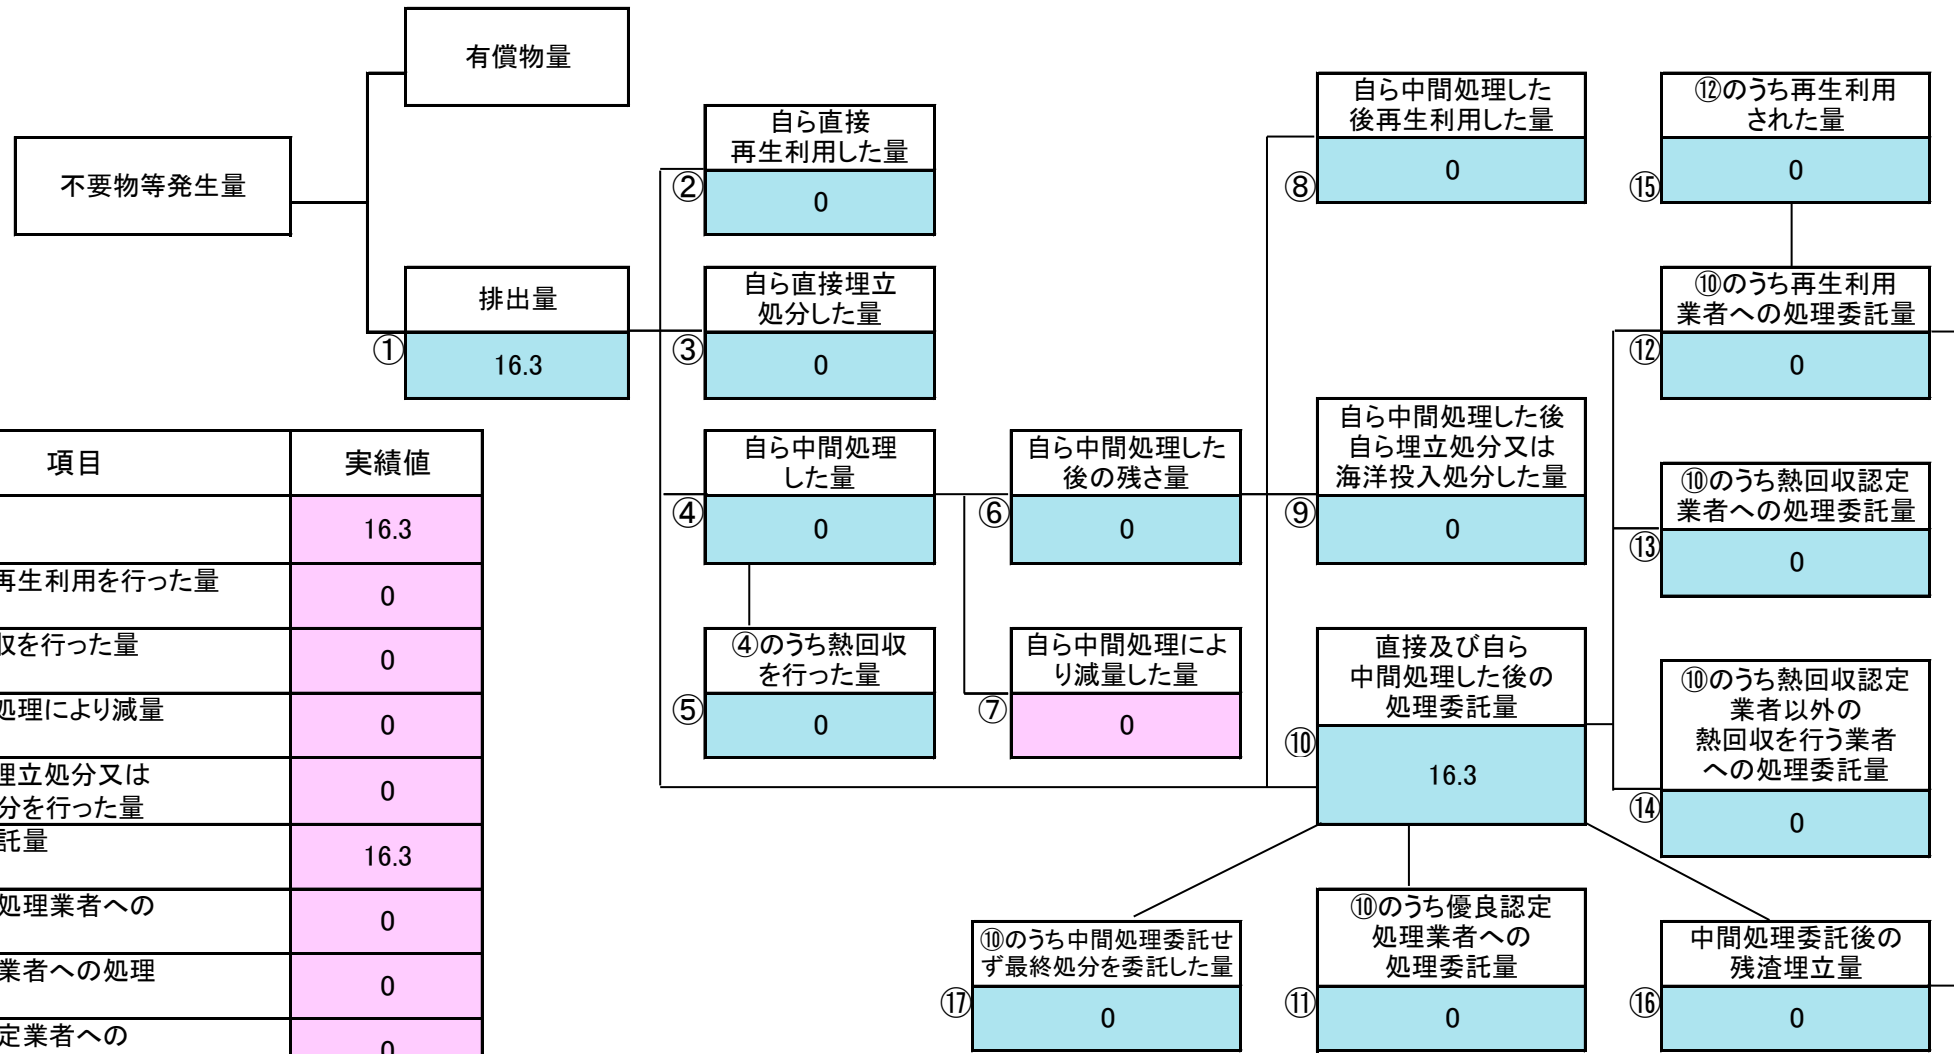 有償物量
不要物等発生量
排出量
①
16.3
自ら直接
再生利用した量
②
0
自ら直接埋立
処分した量
③
0
自ら中間処理
した量
④
0
④のうち熱回収
を行った量
⑤
0
自ら中間処理した
後の残さ量
⑥
0
自ら中間処理によ
り減量した量
⑦
0
自ら中間処理した
後再生利用した量
⑧
0
自ら中間処理した後
自ら埋立処分又は
海洋投入処分した量
⑨
0
直接及び自ら
中間処理した後の
処理委託量
⑩
16.3
⑫のうち再生利用
された量
⑮
0
⑩のうち再生利用
業者への処理委託量
⑫
0
⑩のうち熱回収認定
業者への処理委託量
⑬
0
⑩のうち熱回収認定
業者以外の
熱回収を行う業者
への処理委託量
⑭
0
⑩のうち中間処理委託せ
ず最終処分を委託した量
⑰
0
⑩のうち優良認定
処理業者への
処理委託量
⑪
0
中間処理委託後の
残渣埋立量
⑯
0
項目 実績値
16.3
再生利用を行った量 0
収を行った量 0
処理により減量 0
埋立処分又は
分を行った量 0
託量 16.3
処理業者への 0
業者への処理 0
定業者への 0